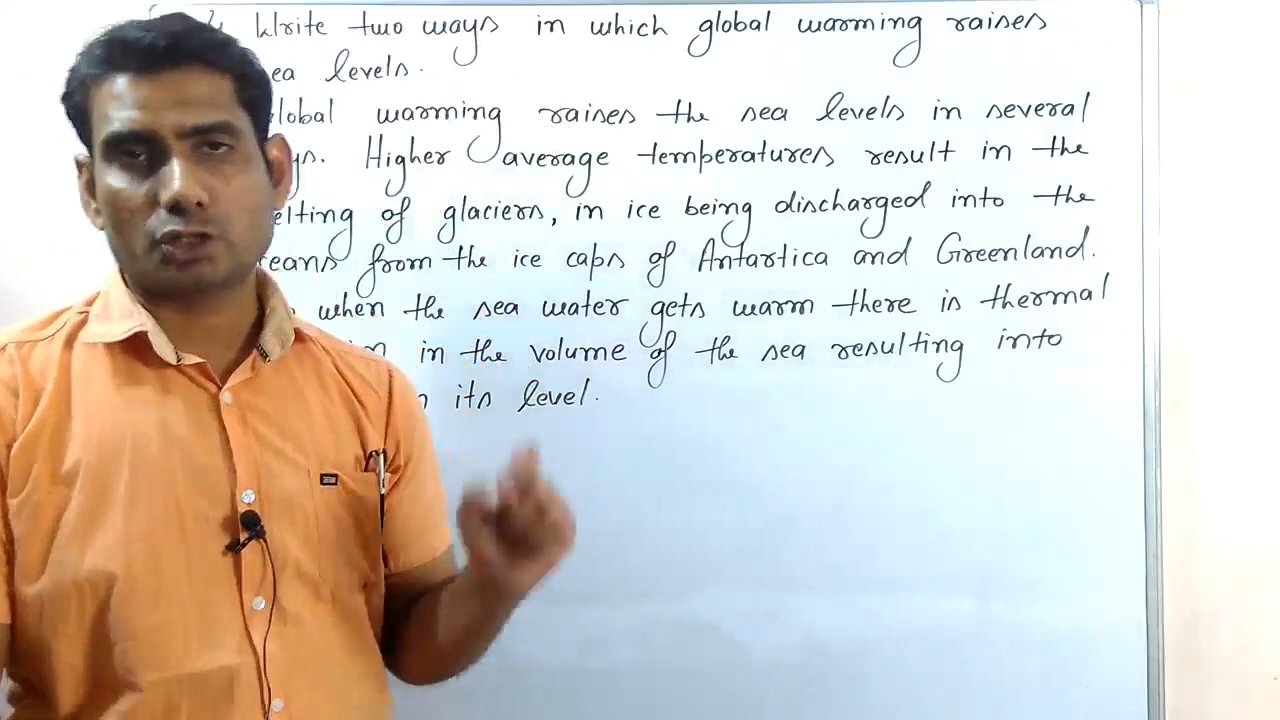 Write two ways in which global warming raises
ea levels.
lobal warming raises the sea levels in several
ys. Higher average temperatures result in the
elting of glaciers, in ice being discharged into the
eans from the ice caps of Antartica and Greenland.
when the sea water gets warm there is thermal
in the volume of the sea resulting into
its level.